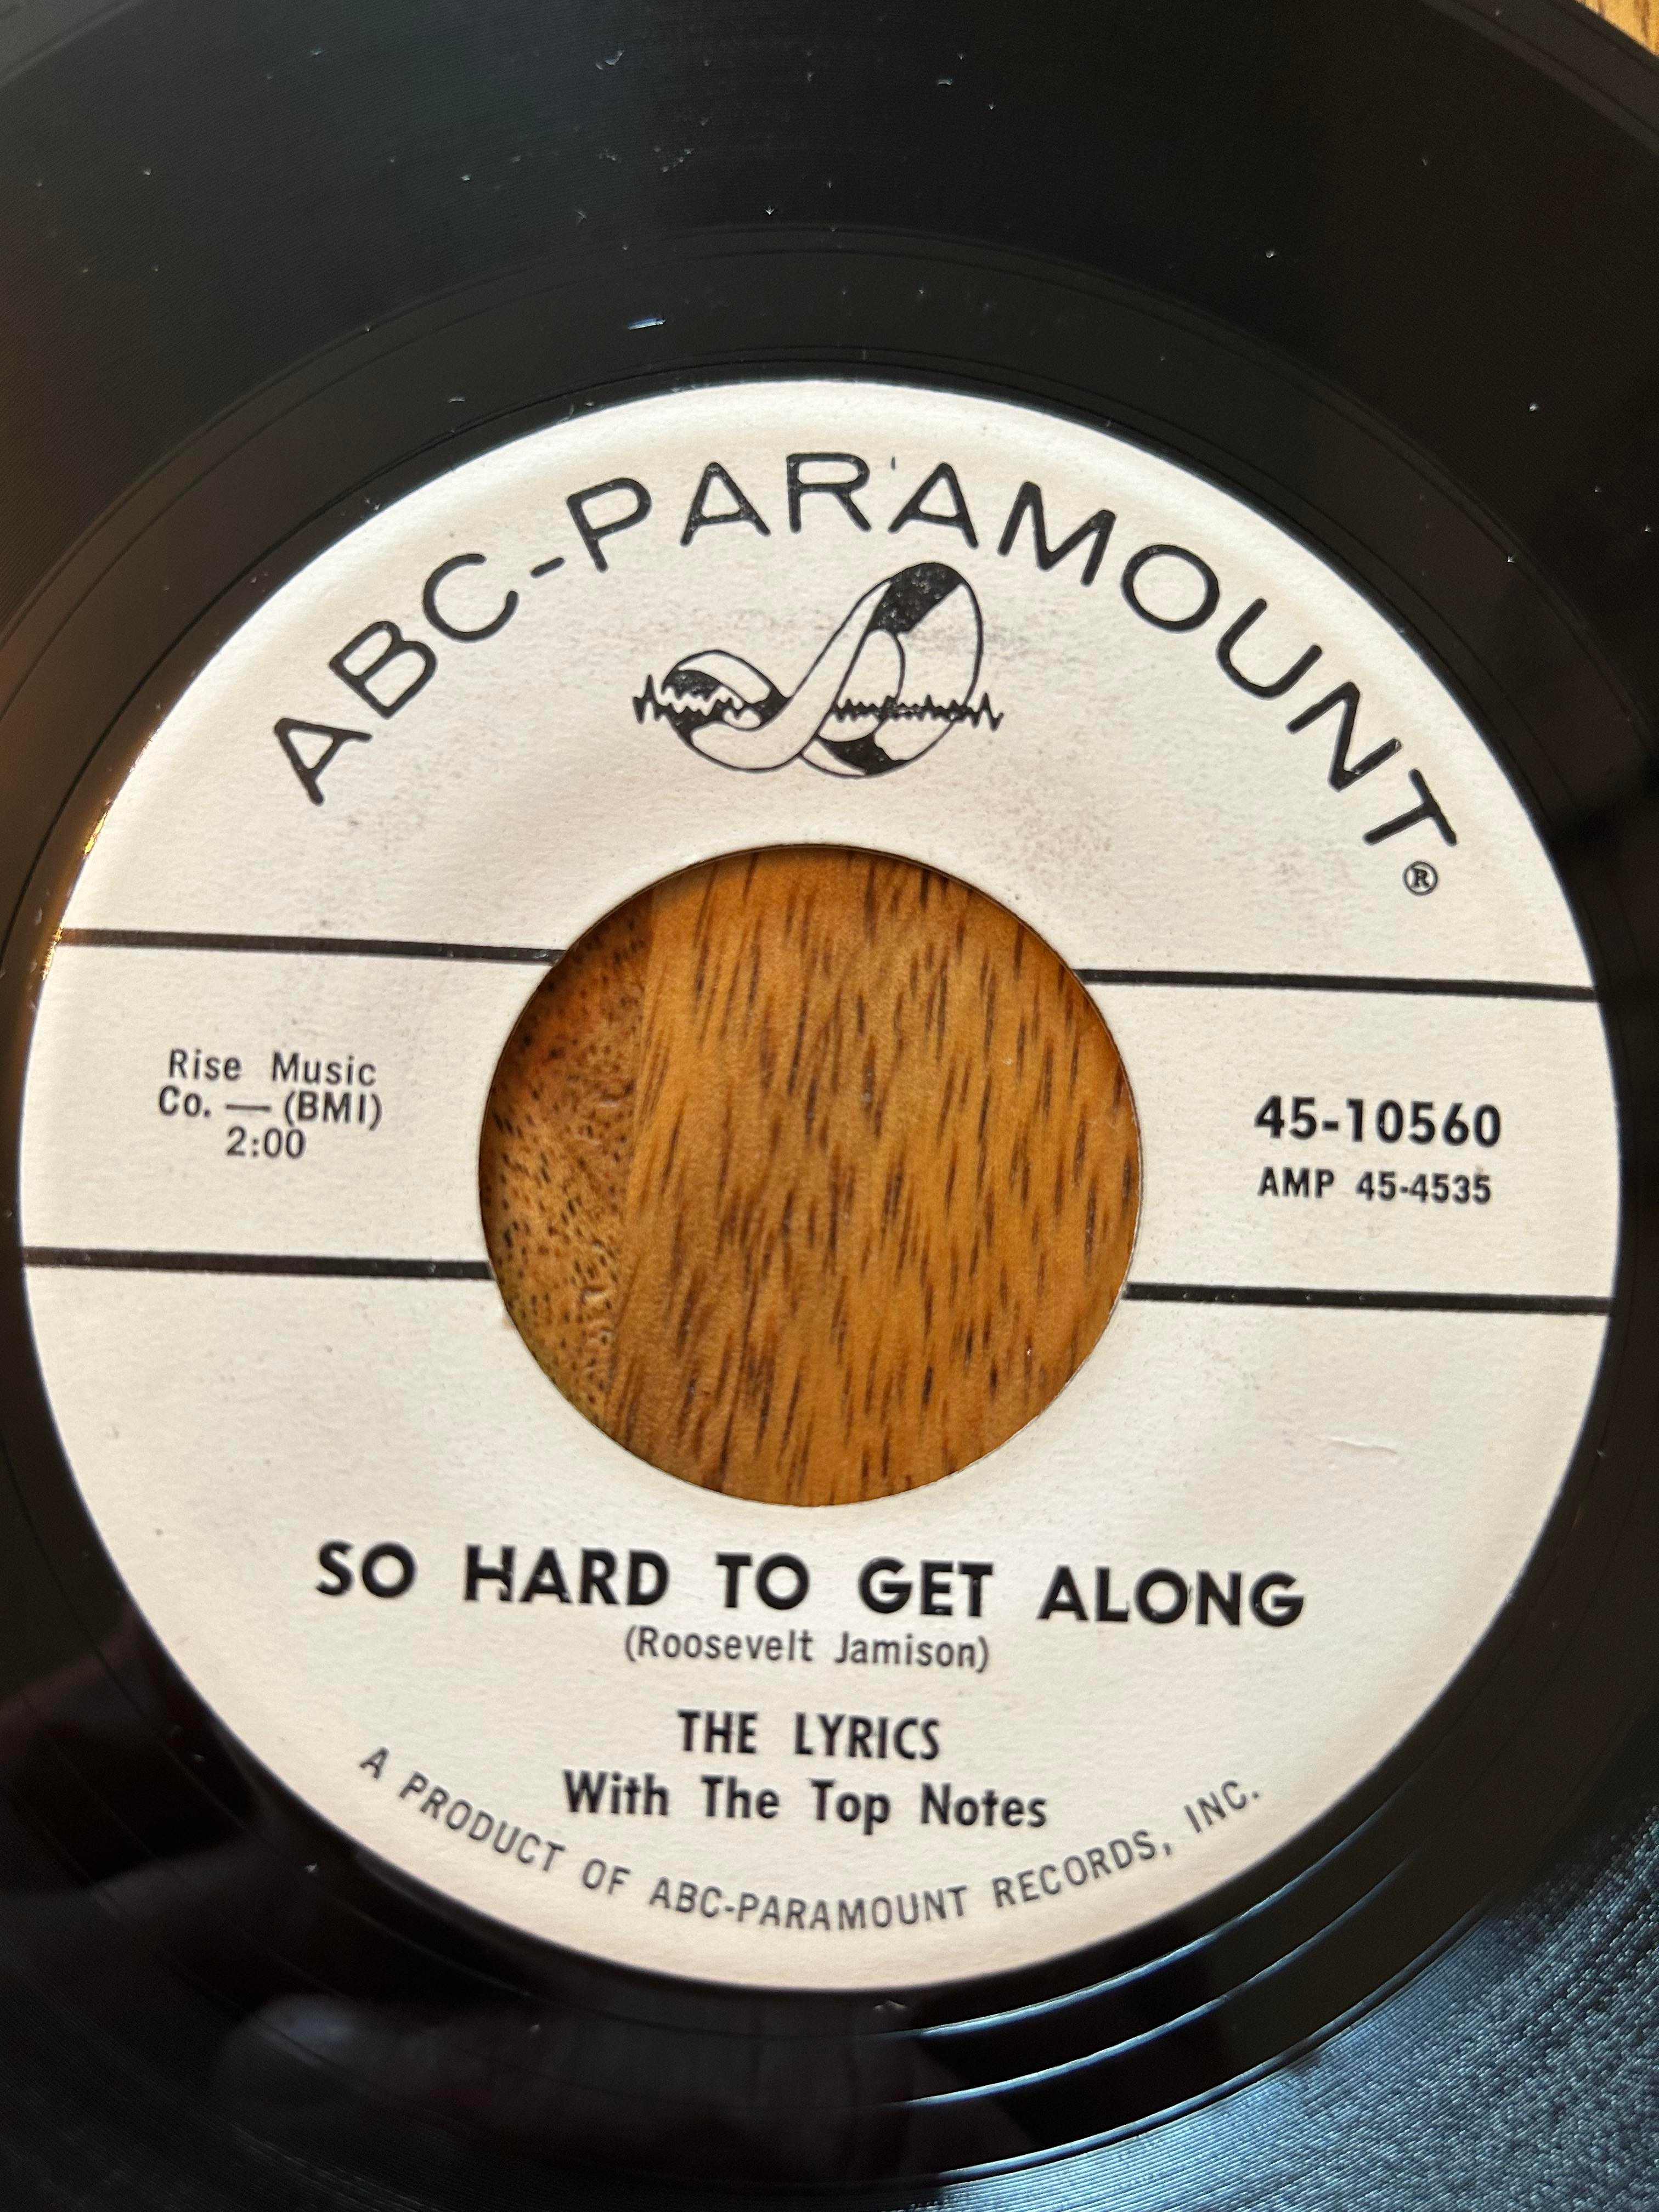 ABC-PARAMOUNT®
Rise Music
Co. — (BMI)
2:00
45-10560
AMP 45-4535
SO HARD TO GET ALONG
(Roosevelt Jamison)
THE LYRICS
With The Top Notes
A PRODUCT OF ABC-PARAMOUNT RECORDS, INC.